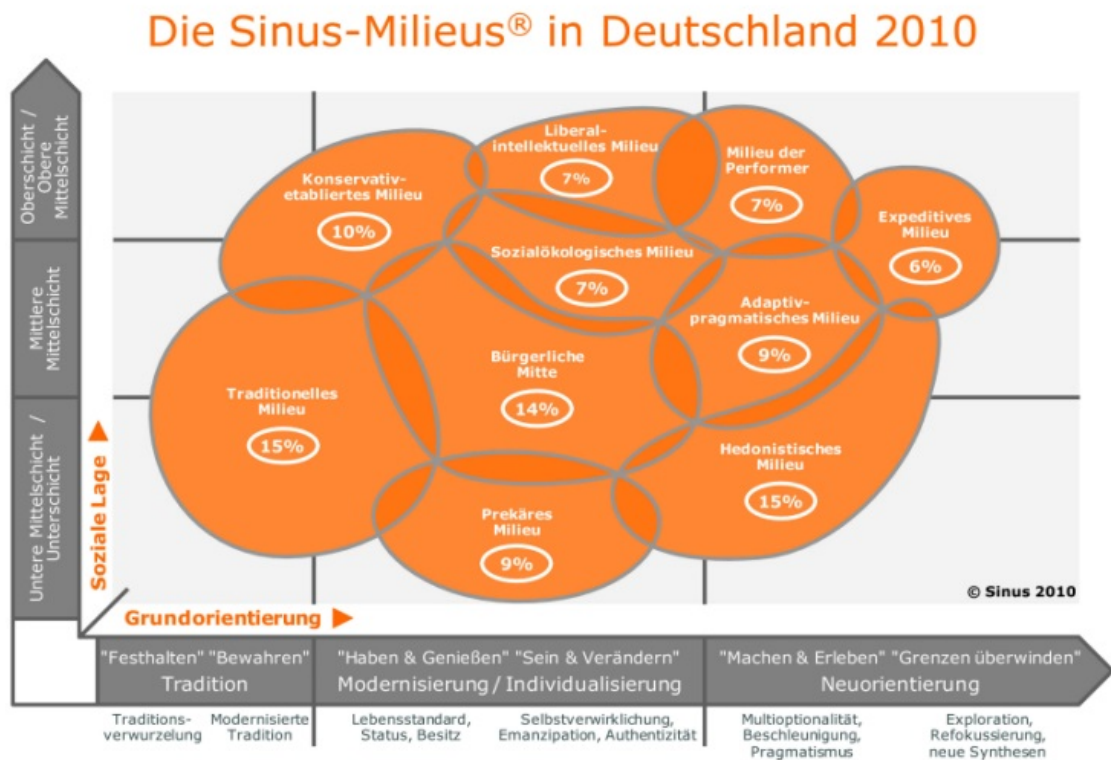 Die Sinus-Milieus® in Deutschland 2010
Oberschicht /
Obere
Mittelschicht
Mittlere
Mittelschicht
Untere Mittelschicht /
Unterschicht
Soziale Lage ▶
Konservativ-
etabliertes Milieu
10%
Liberal-
intellektuelles Milieu
7%
Milieu der
Performer
7%
Expeditives
Milieu
6%
Sozialökologisches Milieu
7%
Adaptiv-
pragmatisches Milieu
9%
Traditionelles
Milieu
15%
Bürgerliche
Mitte
14%
Hedonistisches
Milieu
15%
Prekäres
Milieu
9%
© Sinus 2010
Grundorientierung ▶
"Festhalten" "Bewahren"
Tradition
"Haben & Genießen" "Sein & Verändern"
Modernisierung / Individualisierung
"Machen & Erleben" "Grenzen überwinden"
Neuorientierung
Traditions-
verwurzelung
Modernisierte
Tradition
Lebensstandard,
Status, Besitz
Selbstverwirklichung,
Emanzipation, Authentizität
Multioptionalität,
Beschleunigung,
Pragmatismus
Exploration,
Refokussierung,
neue Synthesen